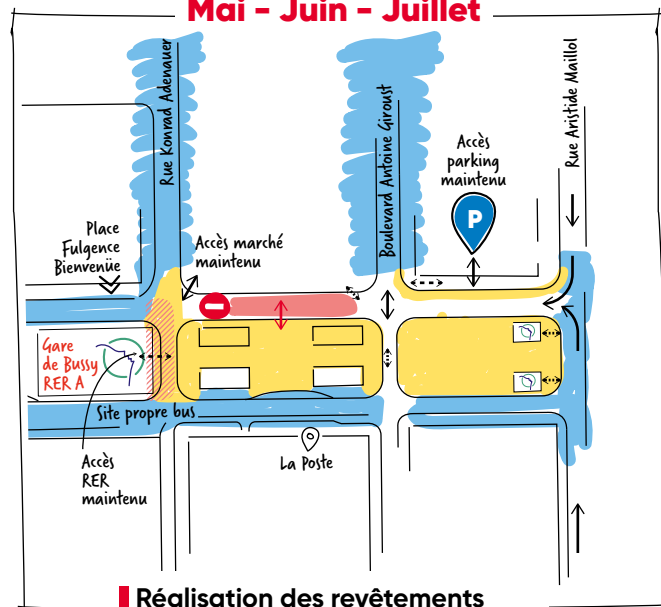 Mai - Juin - Juillet
Rue Konrad Adenauer
Boulevard Antoine Giroust
Rue Aristide Maillol
Accès
parking
maintenu
P
Place
Fulgence
Bienvenüe
Accès marché
maintenu
Gare
de Bussy
RER A
Site propre bus
Accès
RER
maintenu
La Poste
Réalisation des revêtements